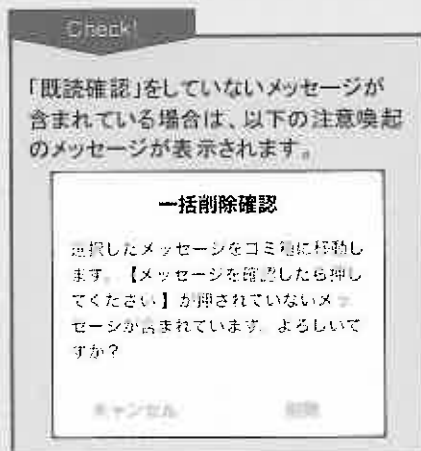 Check!
「既読確認」をしていないメッセージが
含まれている場合は、以下の注意喚起
のメッセージが表示されます。
一括削除確認
選択したメッセージをゴミ箱に移動し
ます。【メッセージを確認したら押し
てください】が押されていないメッ
セージが含まれています。よろしいで
すか？
キャンセル
削除